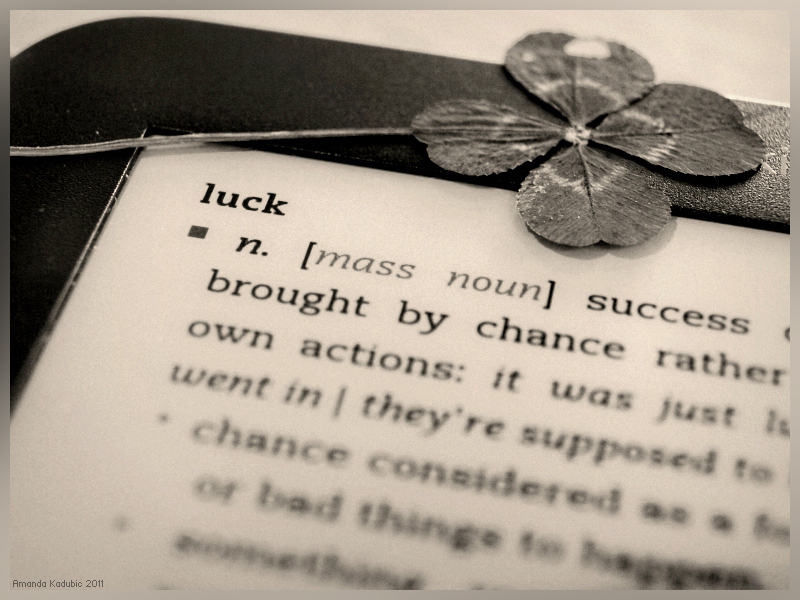 luck
■ n. [mass noun] success
brought by chance rather
own actions: it was just
went in | they're supposed to
• chance considered as a
or bad things to happen
something
Amanda Kadubic 2011